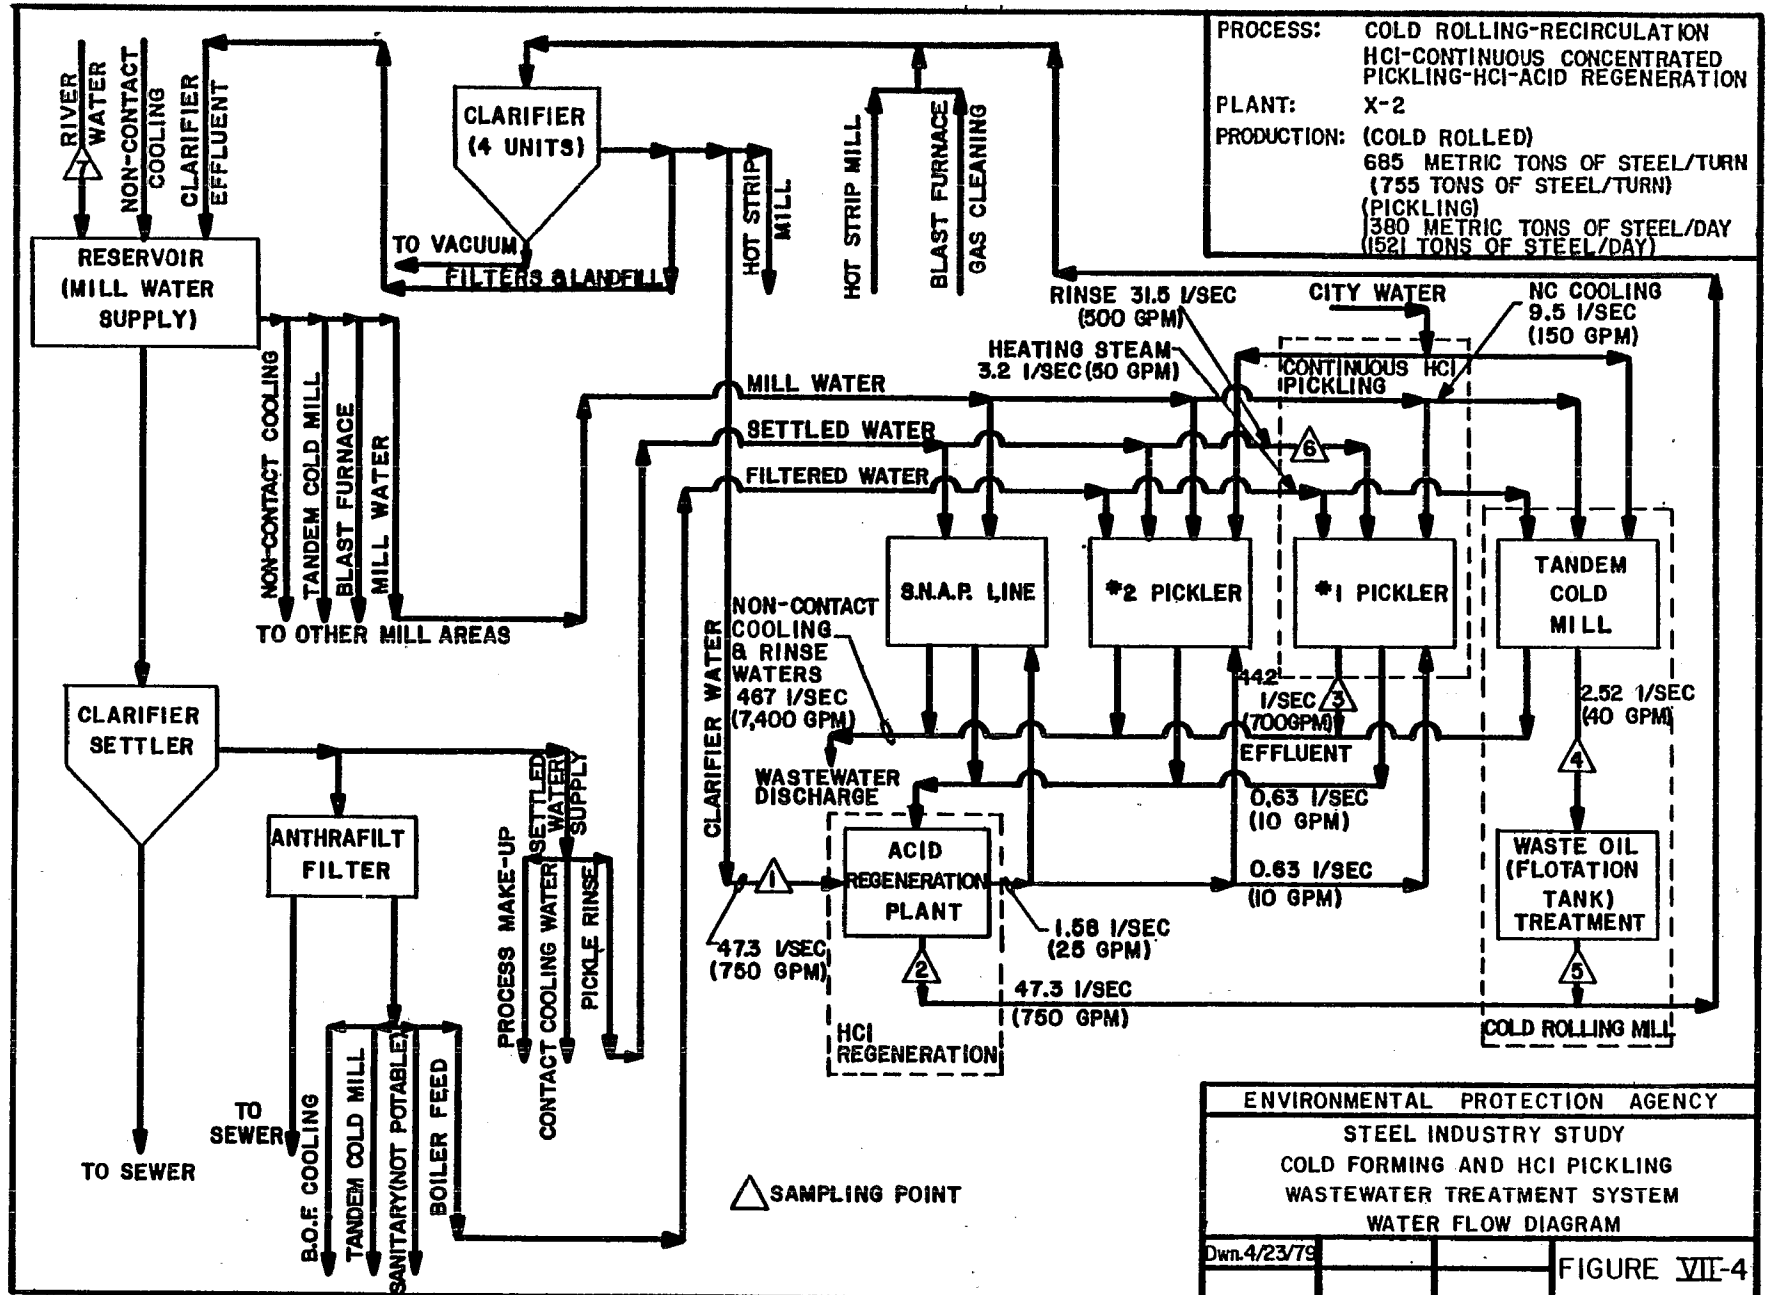 PROCESS: COLD ROLLING-RECIRCULATION
HCl-CONTINUOUS CONCENTRATED
PICKLING-HCl-ACID REGENERATION
PLANT: X-2
PRODUCTION: (COLD ROLLED)
685 METRIC TONS OF STEEL/TURN
(755 TONS OF STEEL/TURN)
(PICKLING)
1380 METRIC TONS OF STEEL/DAY
(1521 TONS OF STEEL/DAY)
RIVER
WATER
7
NON-CONTACT
COOLING
CLARIFIER
EFFLUENT
RESERVOIR
(MILL WATER
SUPPLY)
CLARIFIER
(4 UNITS)
TO VACUUM
FILTERS & LANDFILL
HOT STRIP
MILL
HOT STRIP MILL
BLAST FURNACE
GAS CLEANING
RINSE 31.5 l/SEC
(500 GPM)
HEATING STEAM
3.2 l/SEC (50 GPM)
CITY WATER
NC COOLING
9.5 l/SEC
(150 GPM)
CONTINUOUS HCl
PICKLING
MILL WATER
SETTLED WATER
FILTERED WATER
6
NON-CONTACT COOLING
TANDEM COLD MILL
BLAST FURNACE
MILL WATER
TO OTHER MILL AREAS
S.N.A.P. LINE
#2 PICKLER
#1 PICKLER
TANDEM
COLD
MILL
NON-CONTACT
COOLING
& RINSE
WATERS
467 l/SEC
(7,400 GPM)
44.2
l/SEC
(700GPM)
3
EFFLUENT
2.52 l/SEC
(40 GPM)
4
WASTEWATER
DISCHARGE
CLARIFIER WATER
0.63 l/SEC
(10 GPM)
0.63 l/SEC
(10 GPM)
CLARIFIER
SETTLER
ANTHRAFILT
FILTER
SETTLED
WATER
SUPPLY
PROCESS MAKE-UP
CONTACT COOLING WATER
PICKLE RINSE
1
47.3 l/SEC
(750 GPM)
ACID
REGENERATION
PLANT
1.58 l/SEC
(25 GPM)
2
47.3 l/SEC
(750 GPM)
HCl
REGENERATION
WASTE OIL
(FLOTATION
TANK)
TREATMENT
5
COLD ROLLING MILL
TO SEWER
TO
SEWER
B.O.F. COOLING
TANDEM COLD MILL
SANITARY(NOT POTABLE)
BOILER FEED
SAMPLING POINT
ENVIRONMENTAL PROTECTION AGENCY
STEEL INDUSTRY STUDY
COLD FORMING AND HCl PICKLING
WASTEWATER TREATMENT SYSTEM
WATER FLOW DIAGRAM
Dwn.4/23/79
FIGURE VII-4